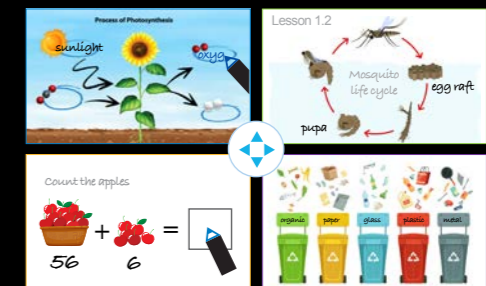 Process of Photosynthesis
sunlight
oxyg
Lesson 1.2
Mosquito
life cycle
egg raft
pupa
Count the apples
+
=
56
6
organic
paper
glass
plastic
metal